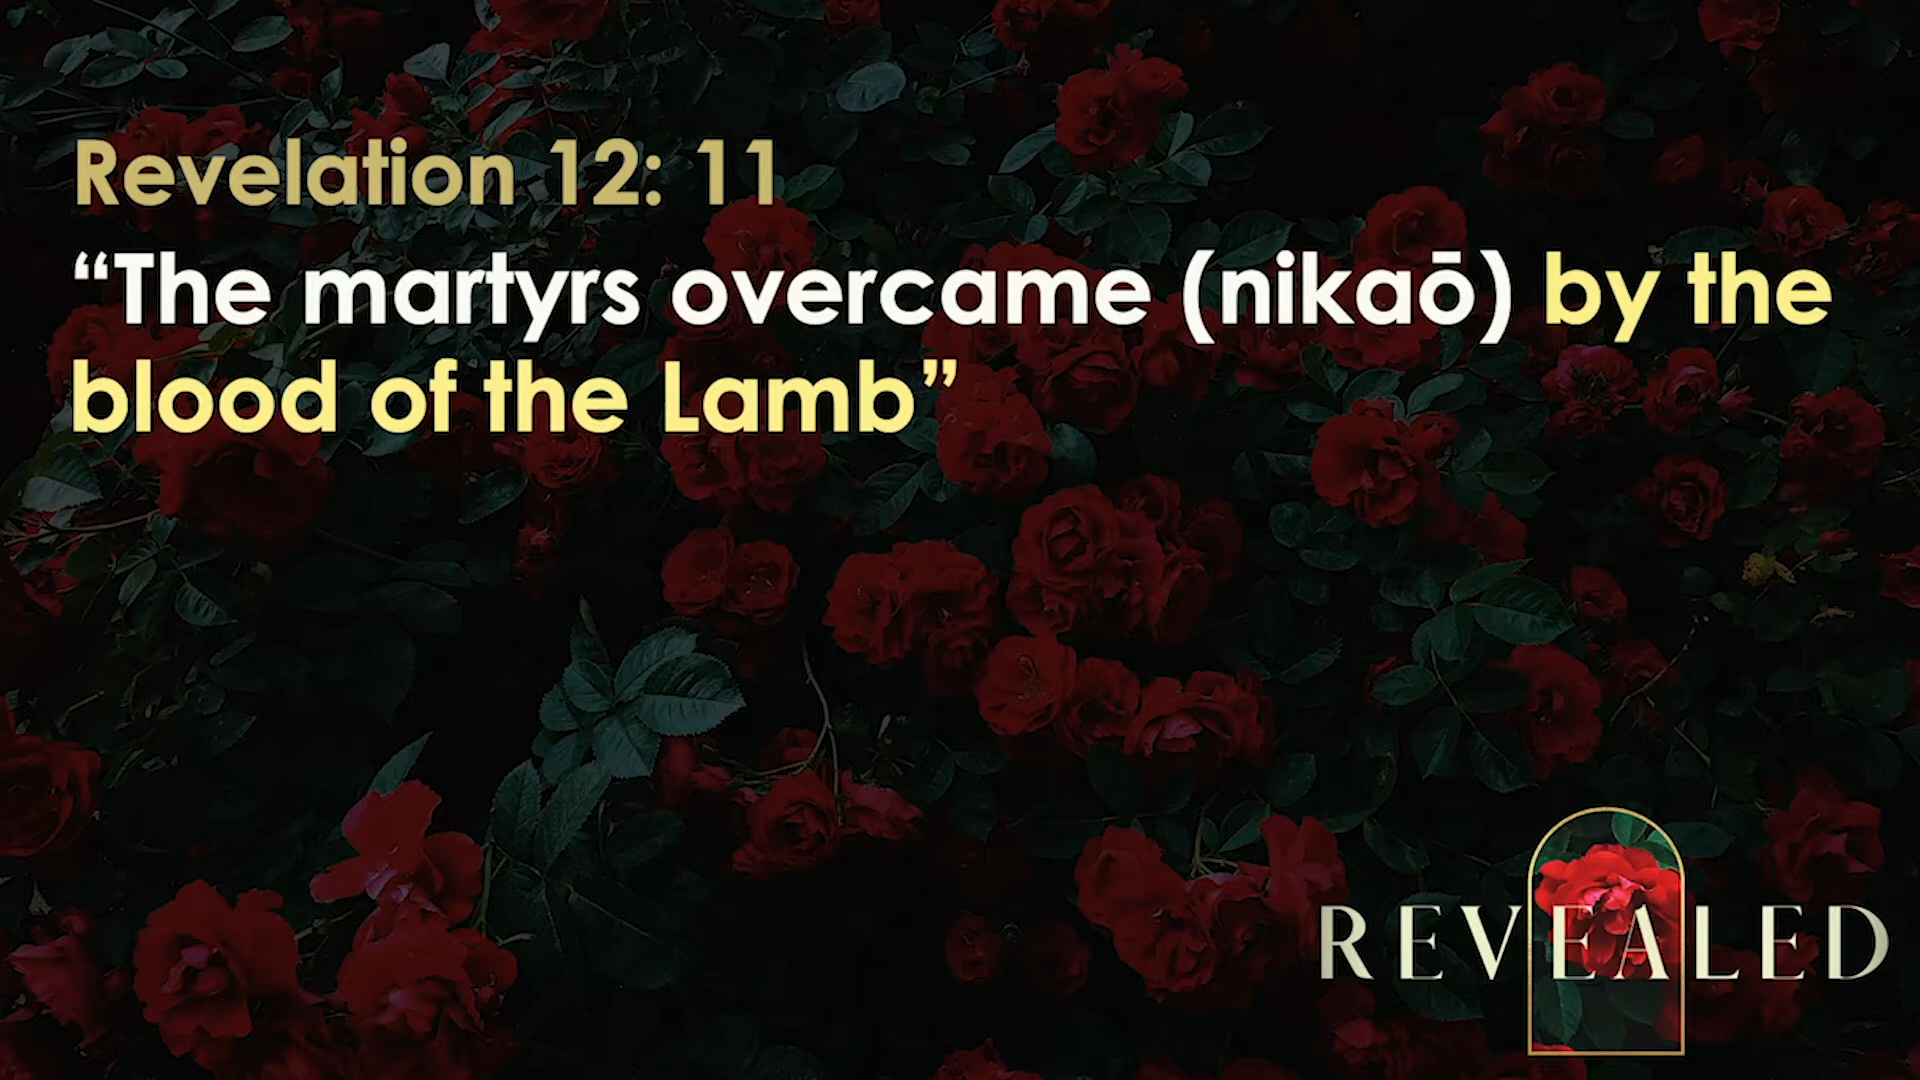 Revelation 12: 11
“The martyrs overcame (nikaō) by the
blood of the Lamb”
REVEALED